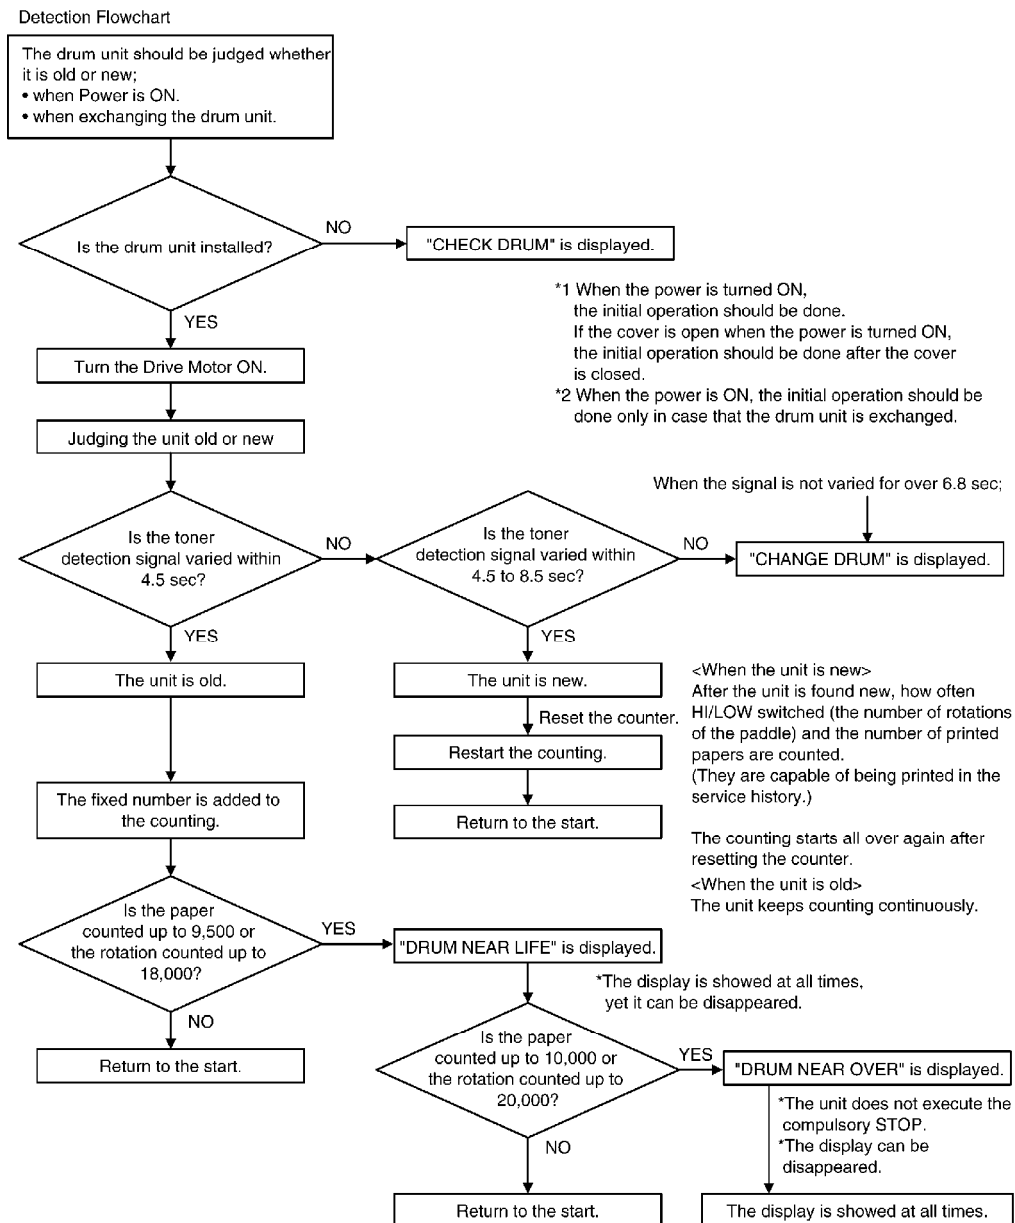 Detection Flowchart
The drum unit should be judged whether
it is old or new;
• when Power is ON.
• when exchanging the drum unit.
Is the drum unit installed?
NO
"CHECK DRUM" is displayed.
YES
*1 When the power is turned ON,
the initial operation should be done.
If the cover is open when the power is turned ON,
the initial operation should be done after the cover
is closed.
*2 When the power is ON, the initial operation should be
done only in case that the drum unit is exchanged.
Turn the Drive Motor ON.
Judging the unit old or new
When the signal is not varied for over 6.8 sec;
Is the toner
detection signal varied within
4.5 sec?
NO
Is the toner
detection signal varied within
4.5 to 8.5 sec?
NO
"CHANGE DRUM" is displayed.
YES
YES
The unit is old.
The unit is new.
Reset the counter.
Restart the counting.
Return to the start.
<When the unit is new>
After the unit is found new, how often
HI/LOW switched (the number of rotations
of the paddle) and the number of printed
papers are counted.
(They are capable of being printed in the
service history.)
The counting starts all over again after
resetting the counter.
<When the unit is old>
The unit keeps counting continuously.
The fixed number is added to
the counting.
Is the paper
counted up to 9,500 or
the rotation counted up to
18,000?
YES
"DRUM NEAR LIFE" is displayed.
*The display is showed at all times,
yet it can be disappeared.
NO
Return to the start.
Is the paper
counted up to 10,000 or
the rotation counted up to
20,000?
YES
"DRUM NEAR OVER" is displayed.
*The unit does not execute the
compulsory STOP.
*The display can be
disappeared.
NO
Return to the start.
The display is showed at all times.